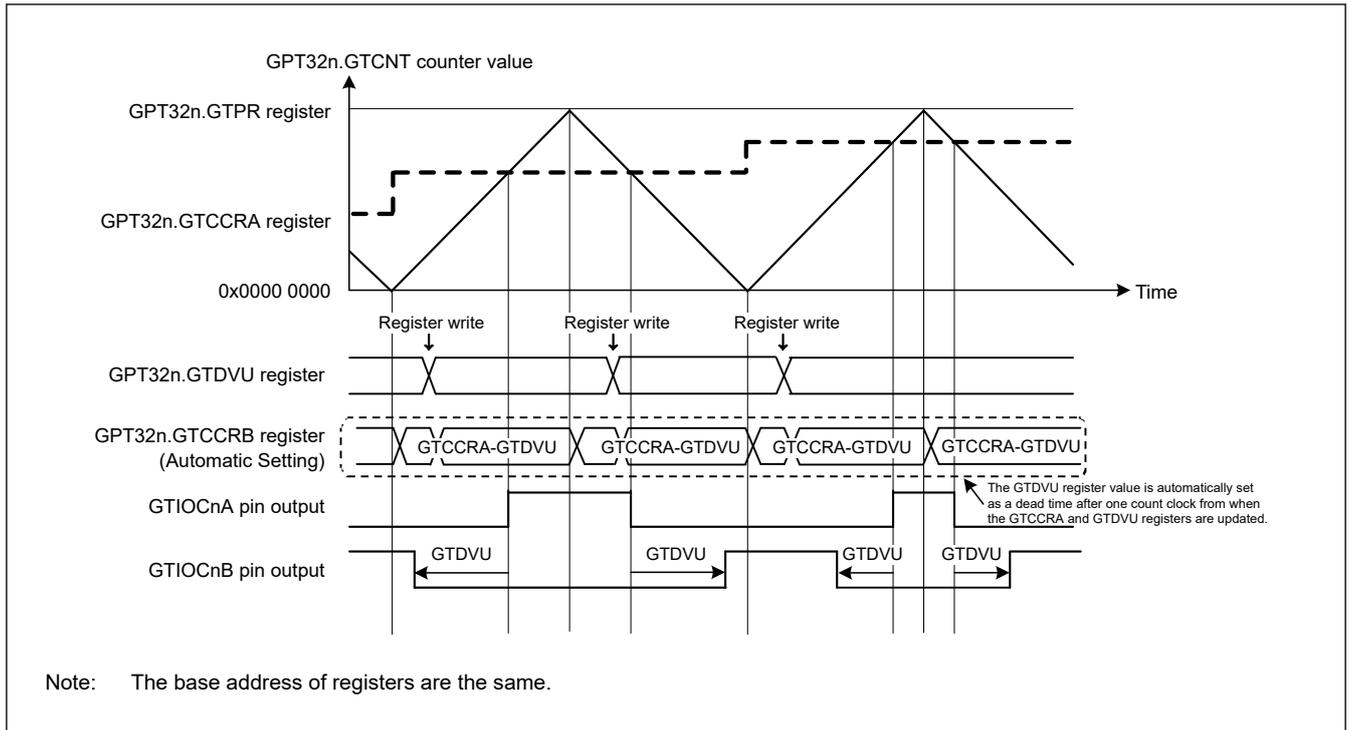 GPT32n.GTCNT counter value
GPT32n.GTPR register
GPT32n.GTCCRA register
0x0000 0000
Time
Register write
Register write
Register write
GPT32n.GTDVU register
GPT32n.GTCCRB register
(Automatic Setting)
GTCCRA-GTDVU
GTCCRA-GTDVU
GTCCRA-GTDVU
GTCCRA-GTDVU
The GTDVU register value is automatically set
as a dead time after one count clock from when
the GTCCRA and GTDVU registers are updated.
GTIOCnA pin output
GTIOCnB pin output
GTDVU
GTDVU
GTDVU
GTDVU
Note: The base address of registers are the same.